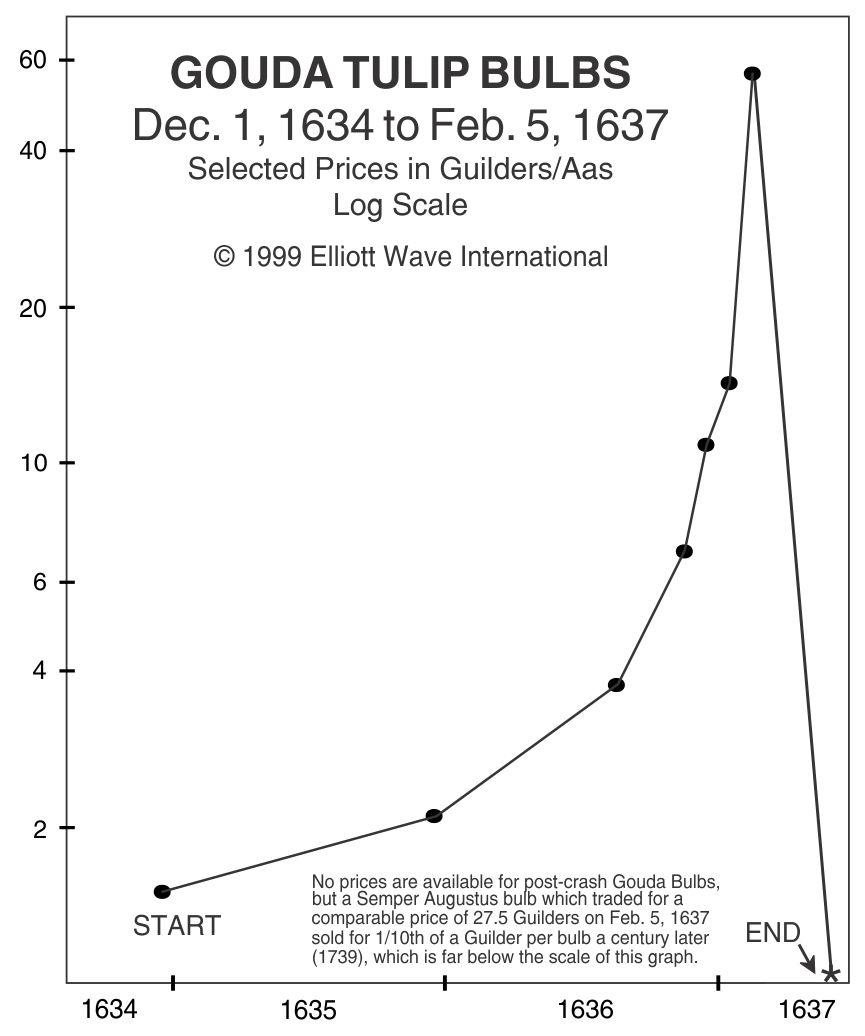 60
GOUDA TULIP BULBS
Dec. 1, 1634 to Feb. 5, 1637
40
Selected Prices in Guilders/Aas
Log Scale
© 1999 Elliott Wave International
20
10
6
4
2
No prices are available for post-crash Gouda Bulbs,
but a Semper Augustus bulb which traded for a
comparable price of 27.5 Guilders on Feb. 5, 1637
sold for 1/10th of a Guilder per bulb a century later
(1739), which is far below the scale of this graph.
START
END
1634 1635 1636 1637